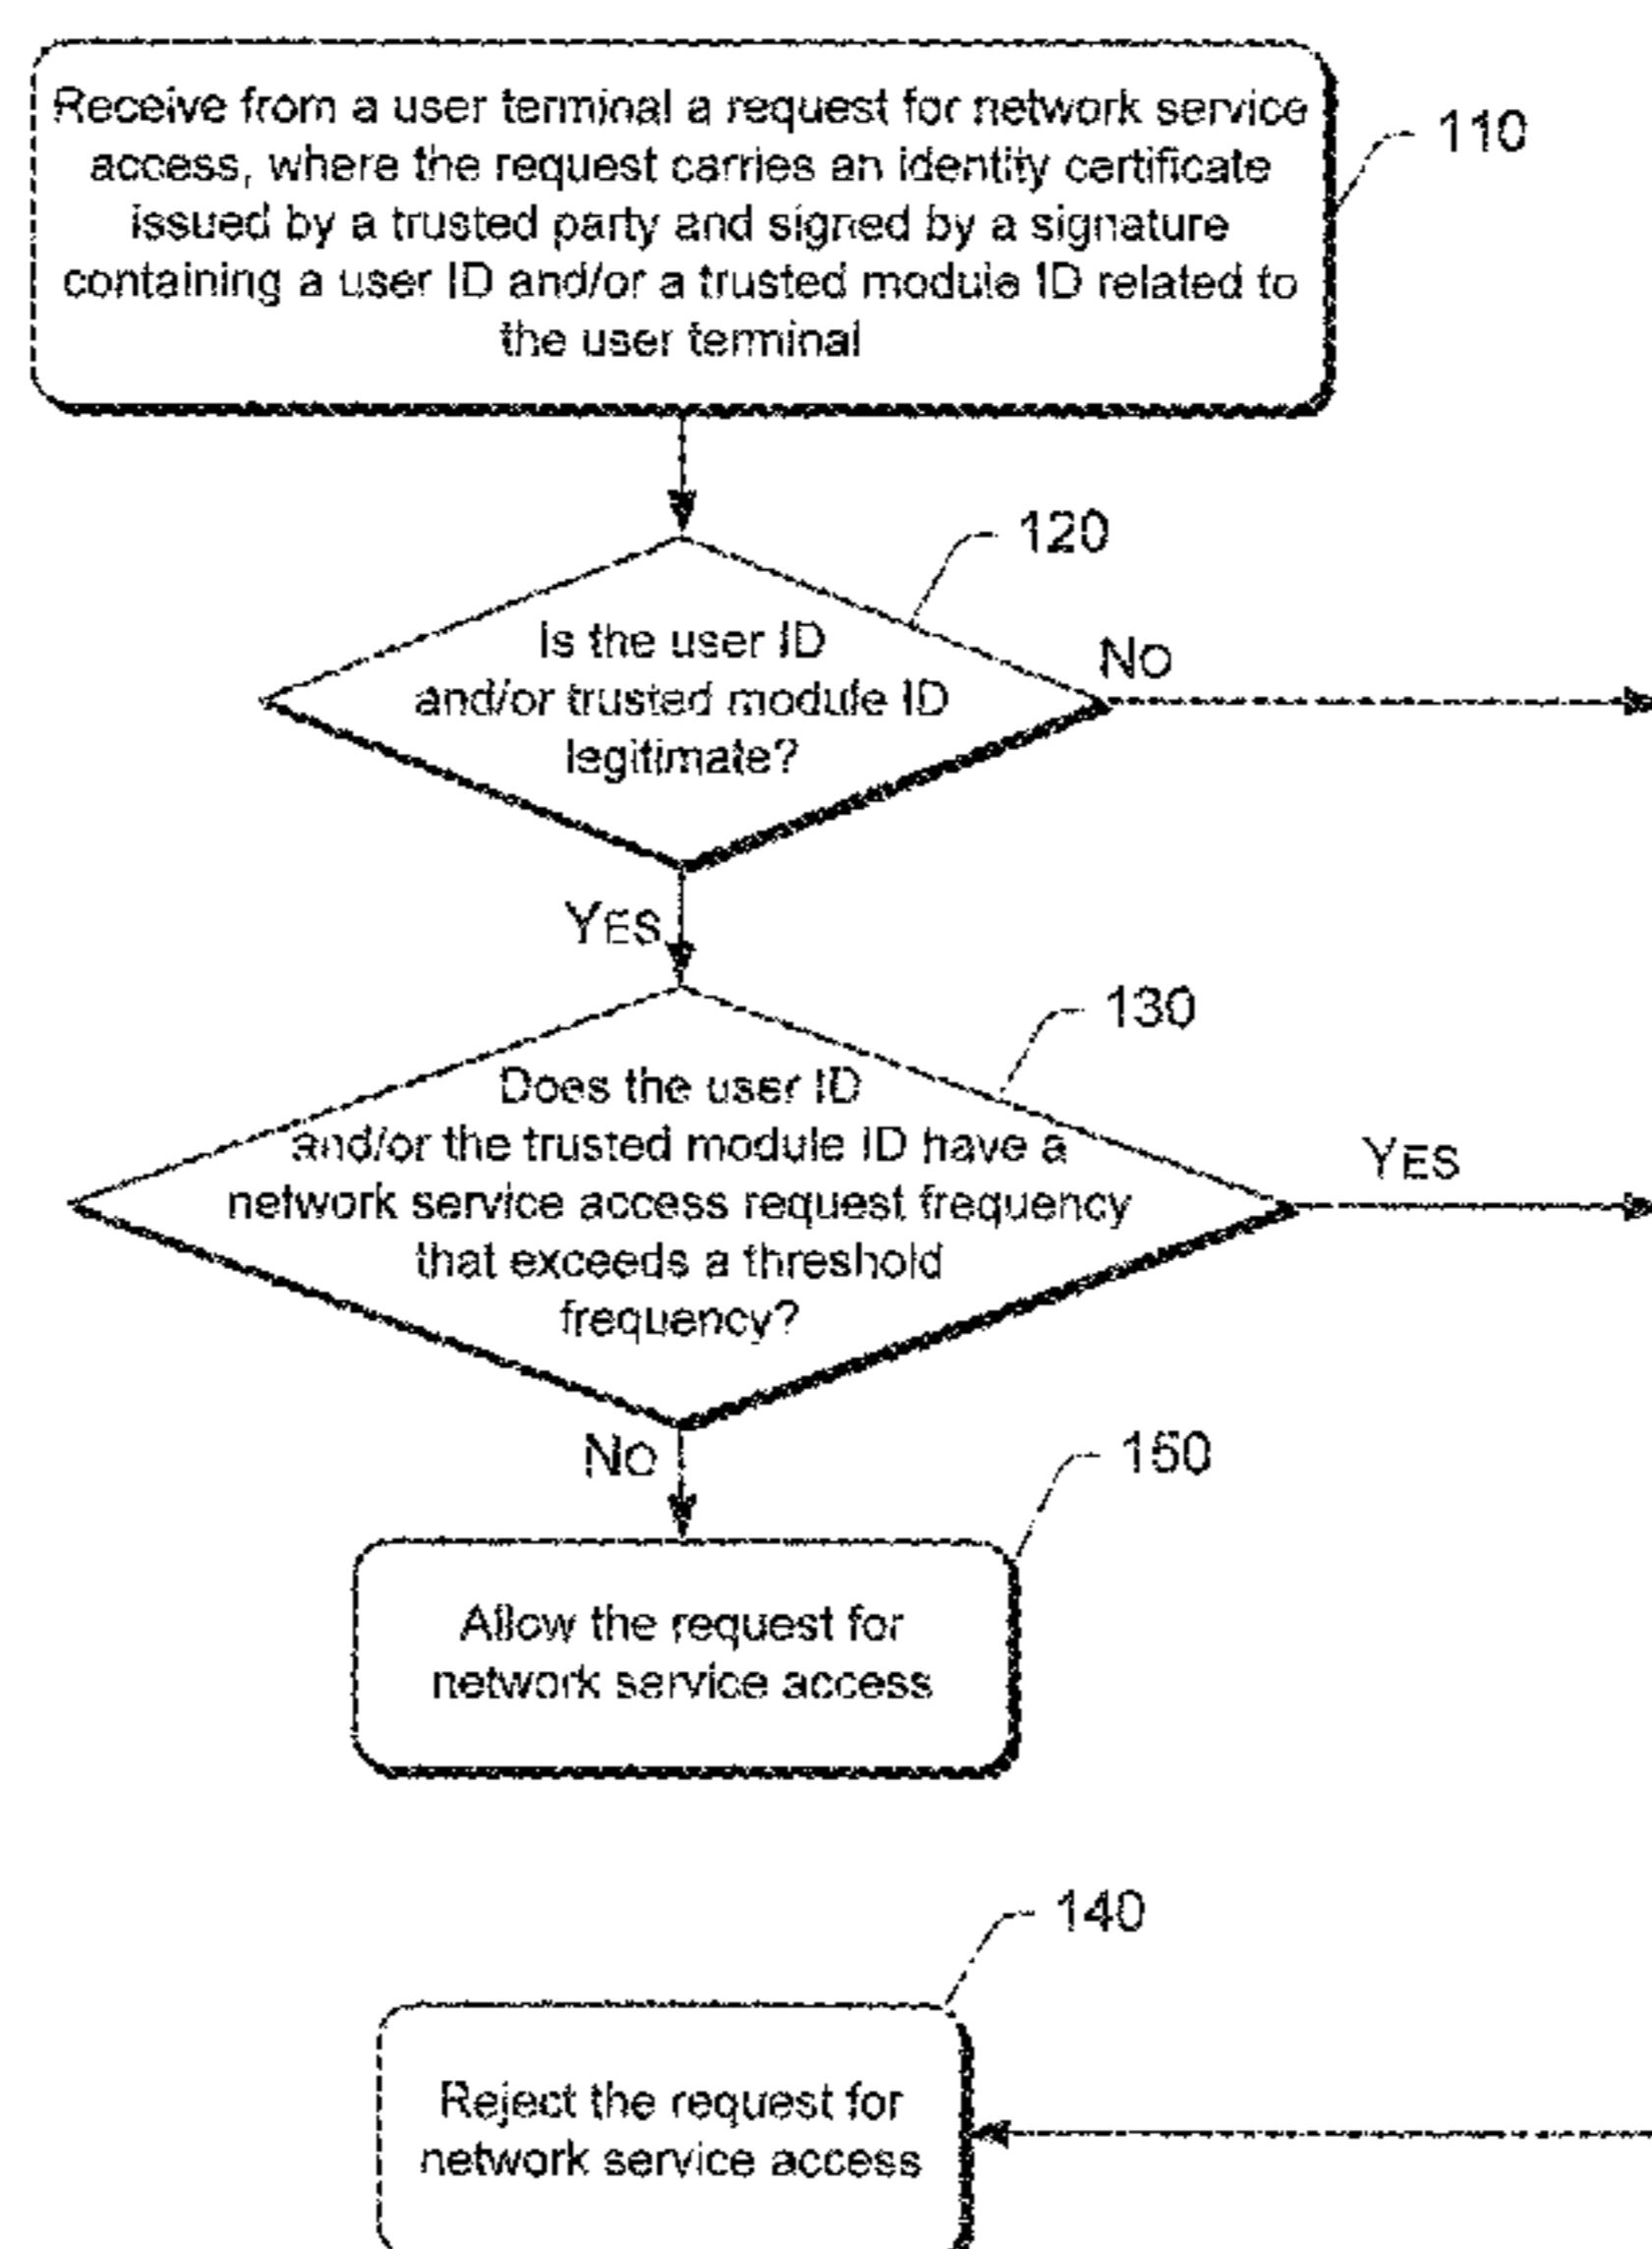 Receive from a user terminal a request for network service
access, where the request carries an identity certificate
issued by a trusted party and signed by a signature
containing a user ID and/or a trusted module ID related to
the user terminal
110
120
Is the user ID
and/or trusted module ID
legitimate?
NO
YES
130
Does the user ID
and/or the trusted module ID have a
network service access request frequency
that exceeds a threshold
frequency?
YES
NO
150
Allow the request for
network service access
140
Reject the request for
network service access